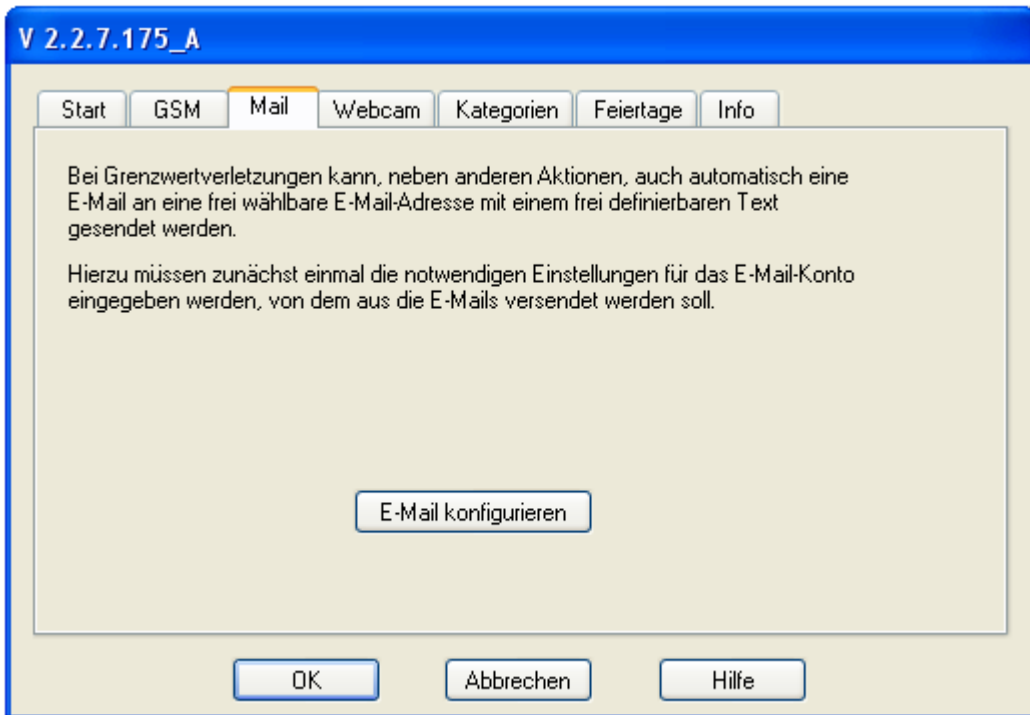 V 2.2.7.175_A
Start GSM Mail Webcam Kategorien Feiertage Info
Bei Grenzwertverletzungen kann, neben anderen Aktionen, auch automatisch eine
E-Mail an eine frei wählbare E-Mail-Adresse mit einem frei definierbaren Text
gesendet werden.
Hierzu müssen zunächst einmal die notwendigen Einstellungen für das E-Mail-Konto
eingegeben werden, von dem aus die E-Mails versendet werden soll.
E-Mail konfigurieren
OK Abbrechen Hilfe